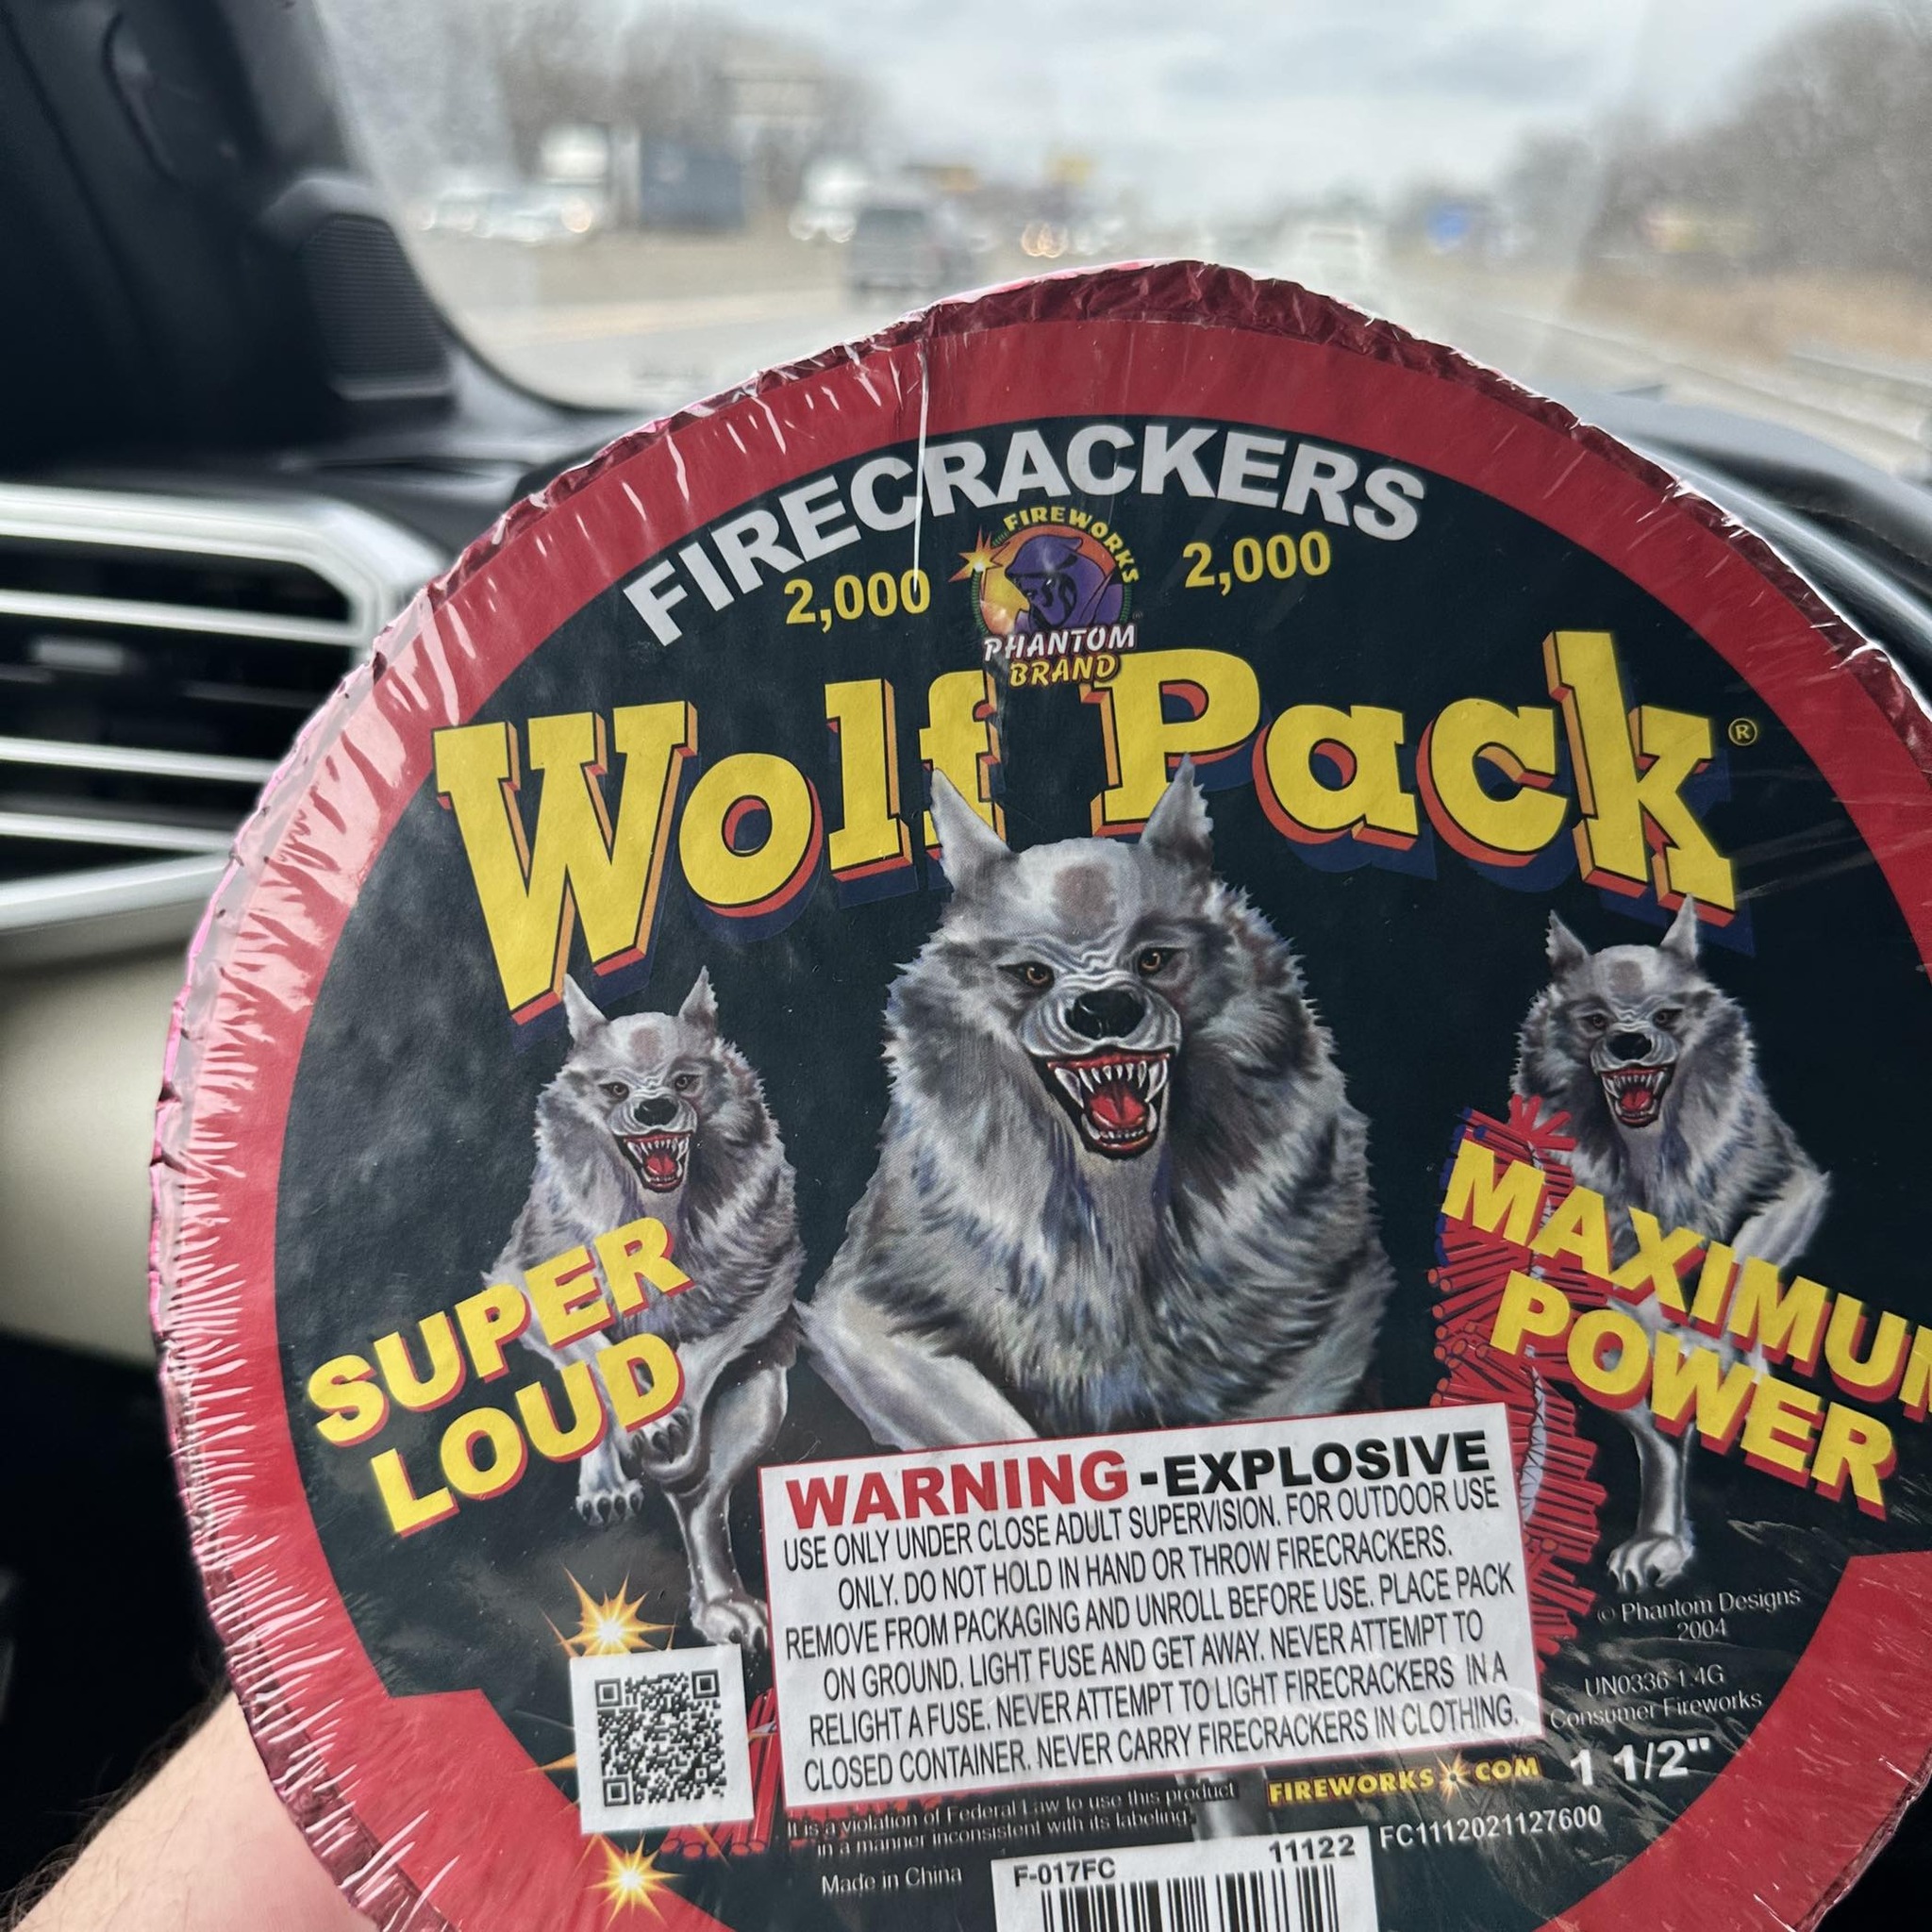 FIRECRACKERS
FIREWORKS
2,000
2,000
PHANTOM
BRAND
Wolf Pack®
SUPER
LOUD
MAXIMUM
POWER
WARNING-EXPLOSIVE
USE ONLY UNDER CLOSE ADULT SUPERVISION. FOR OUTDOOR USE
ONLY. DO NOT HOLD IN HAND OR THROW FIRECRACKERS.
REMOVE FROM PACKAGING AND UNROLL BEFORE USE. PLACE PACK
ON GROUND. LIGHT FUSE AND GET AWAY. NEVER ATTEMPT TO
RELIGHT A FUSE. NEVER ATTEMPT TO LIGHT FIRECRACKERS IN A
CLOSED CONTAINER. NEVER CARRY FIRECRACKERS IN CLOTHING.
© Phantom Designs
2004
UN0336 1.4G
Consumer Fireworks
FIREWORKS COM
1 1/2"
It is a violation of Federal Law to use this product
in a manner inconsistent with its labeling.
FC1112021127600
Made in China
F-017FC
11122